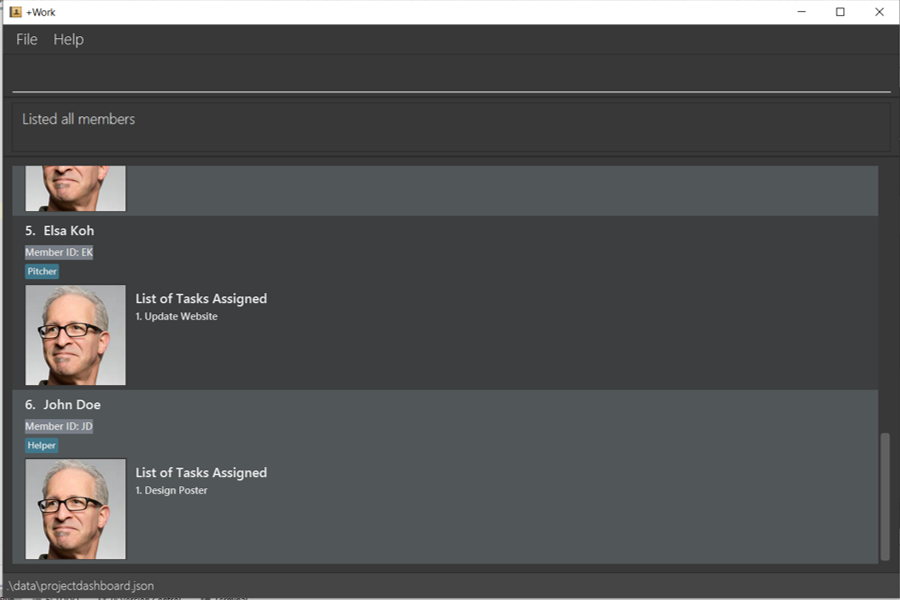 +Work
File Help
Listed all members
5. Elsa Koh
Member ID: EK
Pitcher
List of Tasks Assigned
1. Update Website
6. John Doe
Member ID: JD
Helper
List of Tasks Assigned
1. Design Poster
.\data\projectdashboard.json